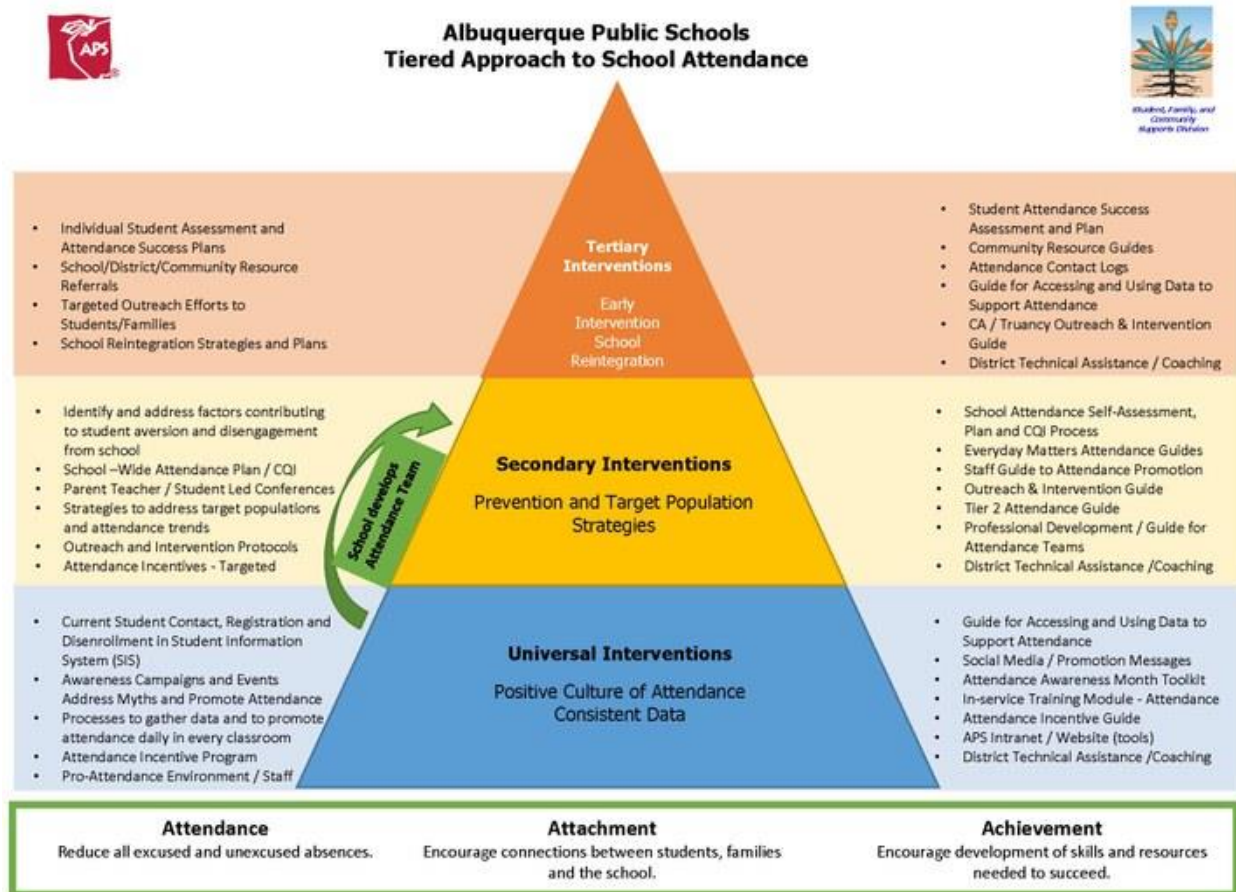 APS
Albuquerque Public Schools
Tiered Approach to School Attendance
Student, Family, and
Community
Supports Division
• Individual Student Assessment and
Attendance Success Plans
• School/District/Community Resource
Referrals
• Targeted Outreach Efforts to
Students/Families
• School Reintegration Strategies and Plans
Tertiary
Interventions
Early
Intervention
School
Reintegration
• Student Attendance Success
Assessment and Plan
• Community Resource Guides
• Attendance Contact Logs
• Guide for Accessing and Using Data to
Support Attendance
• CA / Truancy Outreach & Intervention
Guide
• District Technical Assistance / Coaching
• Identify and address factors contributing
to student aversion and disengagement
from school
• School –Wide Attendance Plan / CQI
• Parent Teacher / Student Led Conferences
• Strategies to address target populations
and attendance trends
• Outreach and Intervention Protocols
• Attendance Incentives - Targeted
School develops
Attendance Team
Secondary Interventions
Prevention and Target Population
Strategies
• School Attendance Self-Assessment,
Plan and CQI Process
• Everyday Matters Attendance Guides
• Staff Guide to Attendance Promotion
• Outreach & Intervention Guide
• Tier 2 Attendance Guide
• Professional Development / Guide for
Attendance Teams
• District Technical Assistance /Coaching
• Current Student Contact, Registration and
Disenrollment in Student Information
System (SIS)
• Awareness Campaigns and Events
Address Myths and Promote Attendance
• Processes to gather data and to promote
attendance daily in every classroom
• Attendance Incentive Program
• Pro-Attendance Environment / Staff
Universal Interventions
Positive Culture of Attendance
Consistent Data
• Guide for Accessing and Using Data to
Support Attendance
• Social Media / Promotion Messages
• Attendance Awareness Month Toolkit
• In-service Training Module - Attendance
• Attendance Incentive Guide
• APS Intranet / Website (tools)
• District Technical Assistance /Coaching
Attendance
Reduce all excused and unexcused absences.
Attachment
Encourage connections between students, families
and the school.
Achievement
Encourage development of skills and resources
needed to succeed.